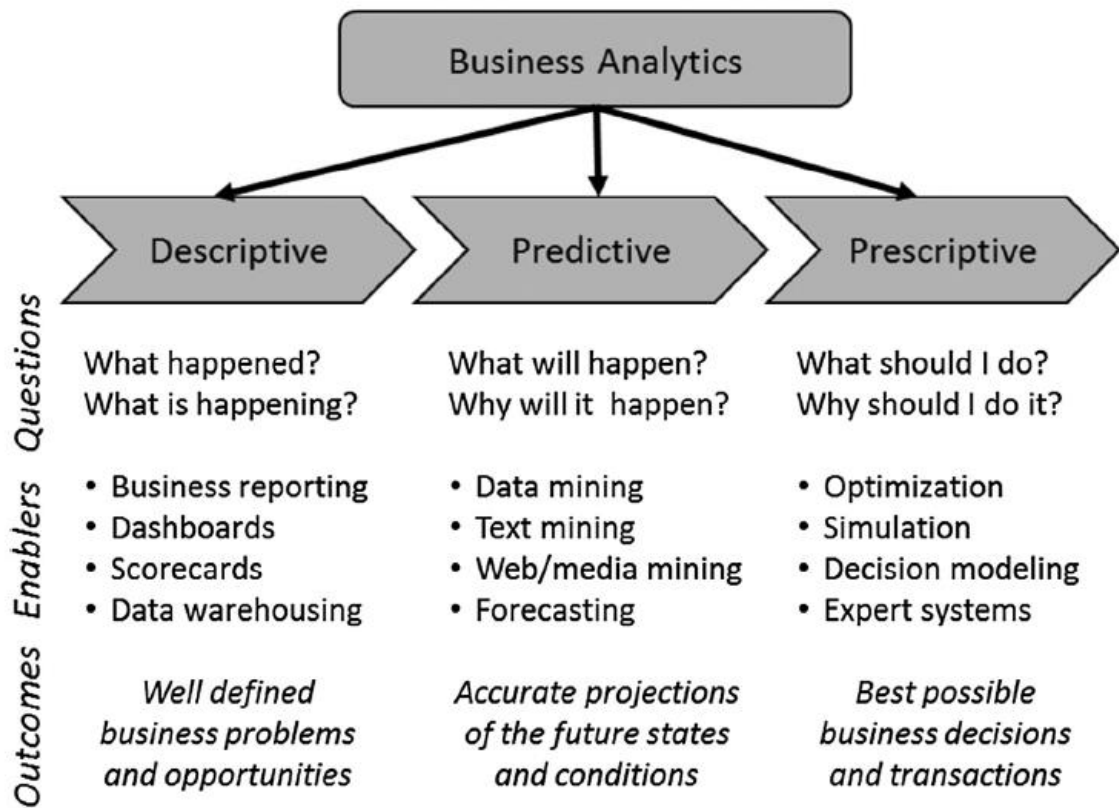 Business Analytics
Descriptive
Predictive
Prescriptive
Questions
What happened?
What is happening?
What will happen?
Why will it happen?
What should I do?
Why should I do it?
Enablers
• Business reporting
• Dashboards
• Scorecards
• Data warehousing
• Data mining
• Text mining
• Web/media mining
• Forecasting
• Optimization
• Simulation
• Decision modeling
• Expert systems
Outcomes
Well defined
business problems
and opportunities
Accurate projections
of the future states
and conditions
Best possible
business decisions
and transactions